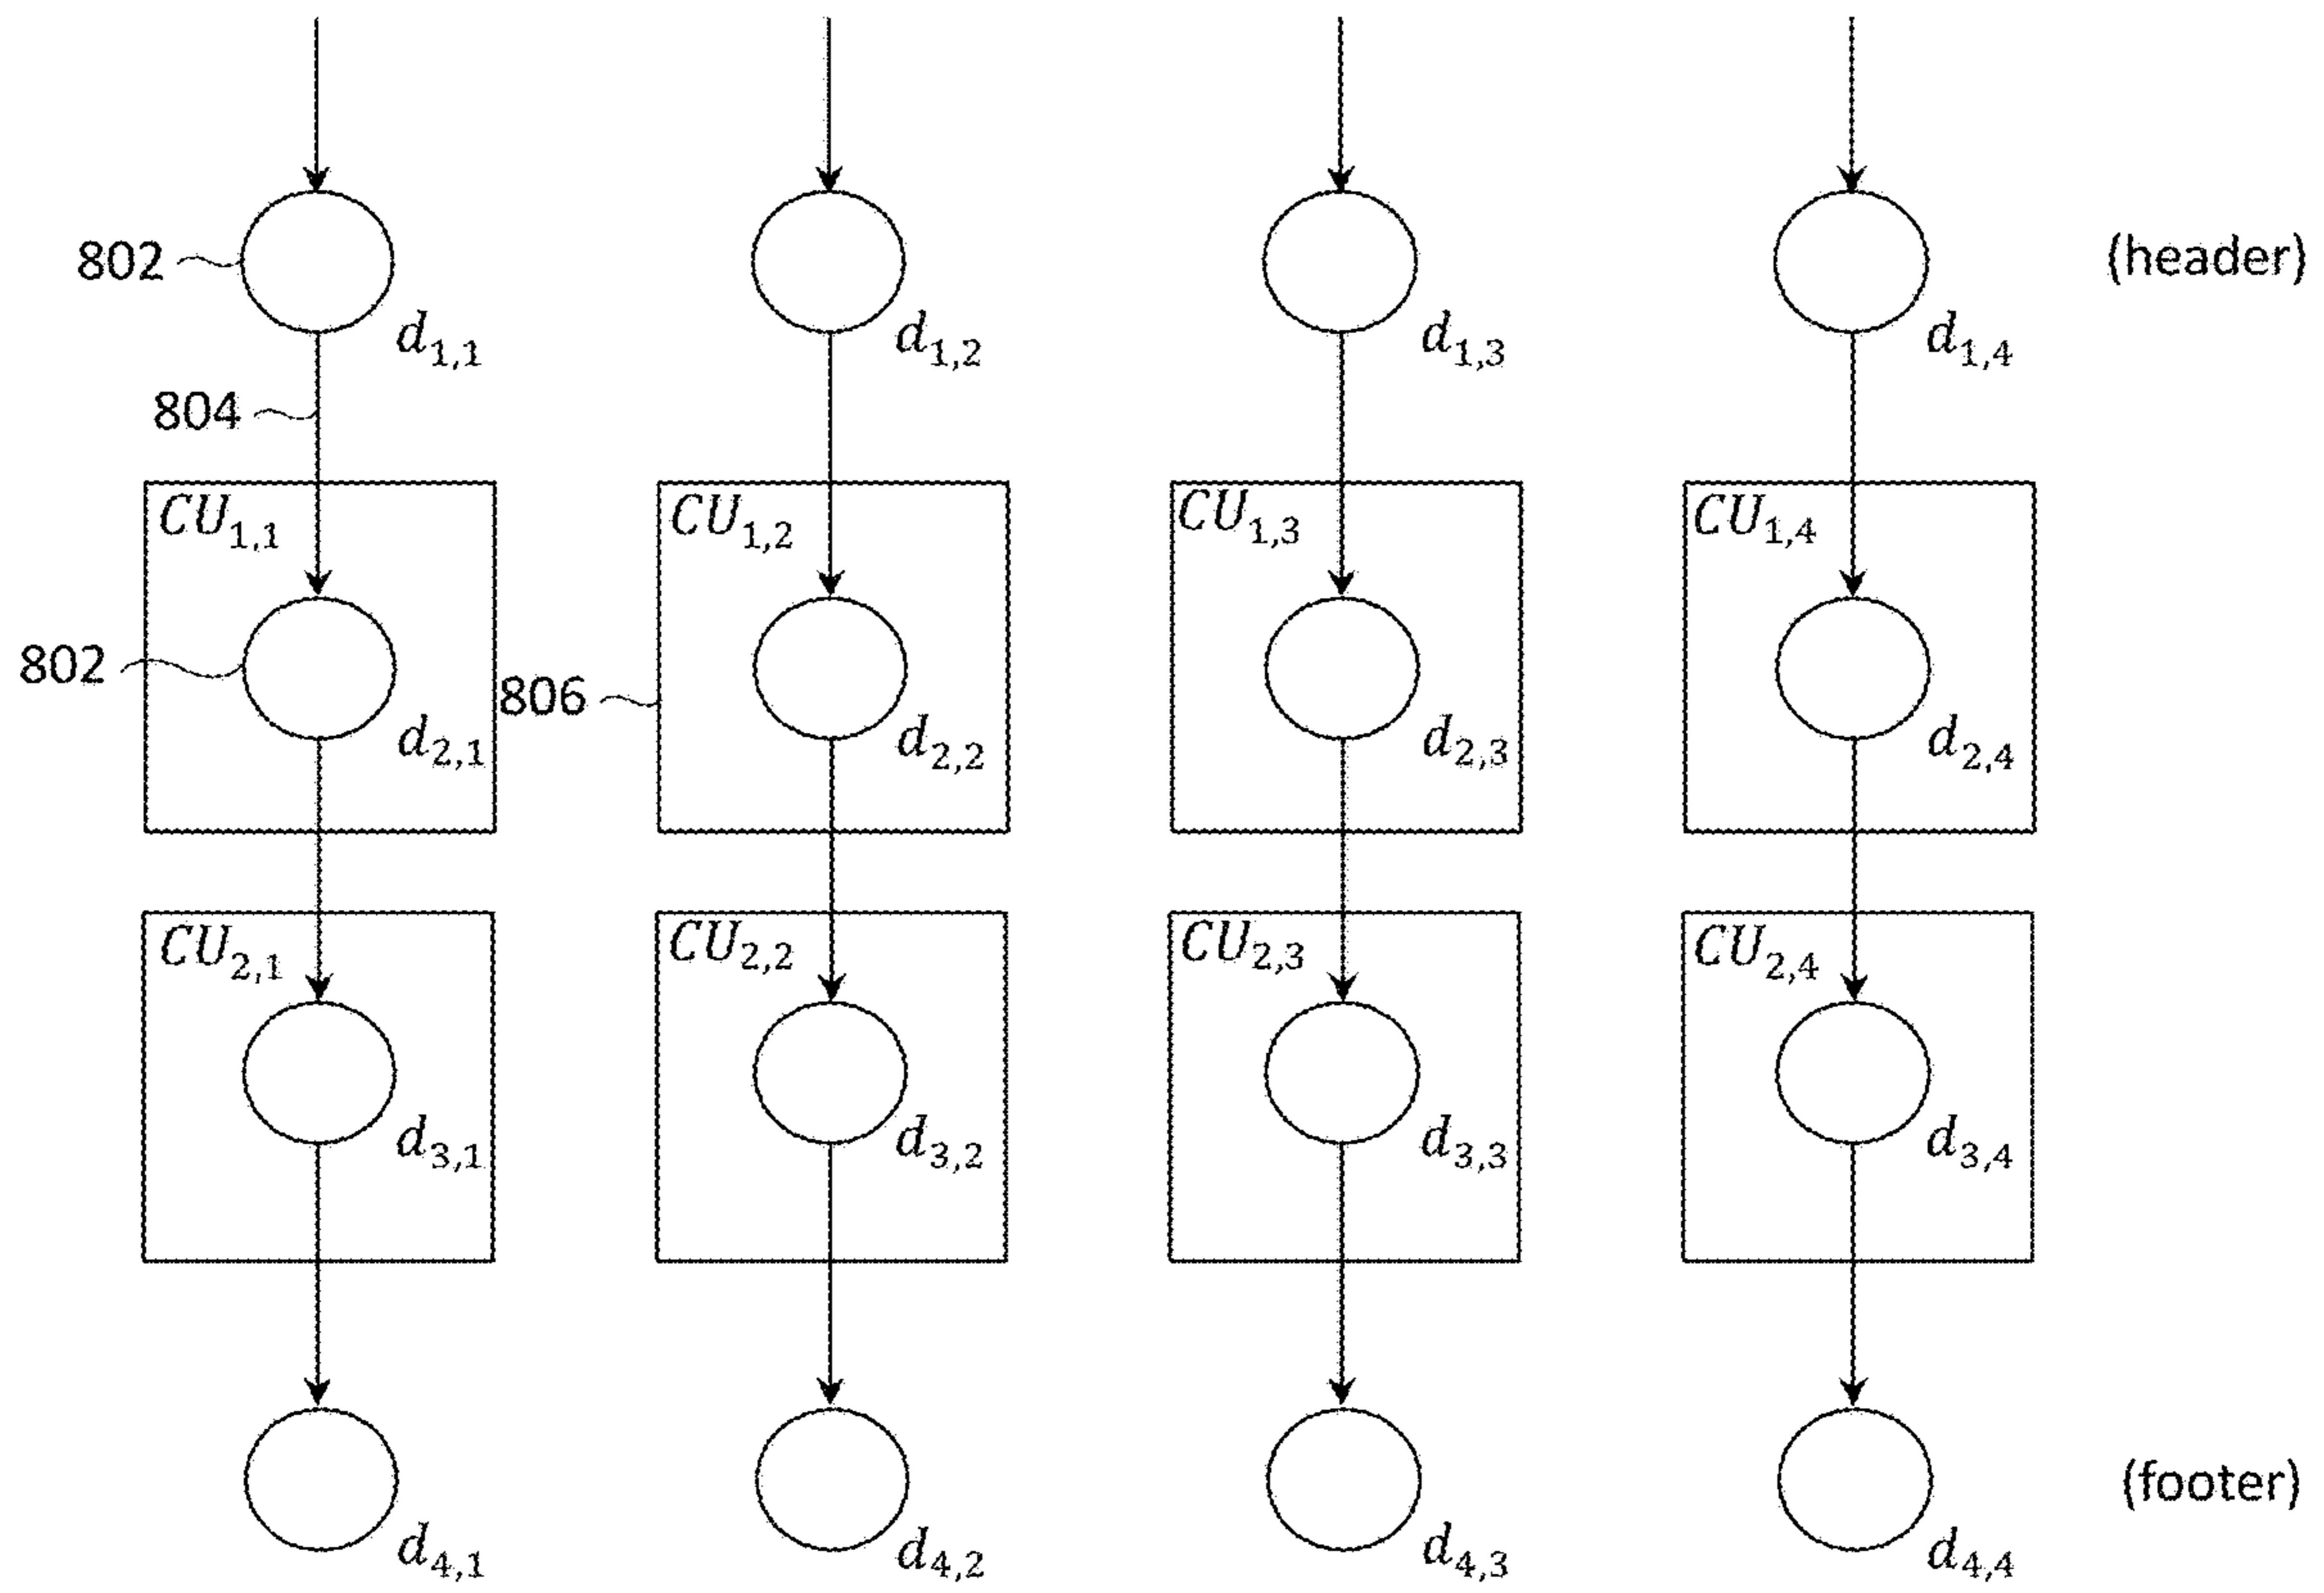 802 (header)
d1,1 d1,2 d1,3 d1,4
804
CU1,1 CU1,2 CU1,3 CU1,4
802 806
d2,1 d2,2 d2,3 d2,4
CU2,1 CU2,2 CU2,3 CU2,4
d3,1 d3,2 d3,3 d3,4
(footer)
d4,1 d4,2 d4,3 d4,4